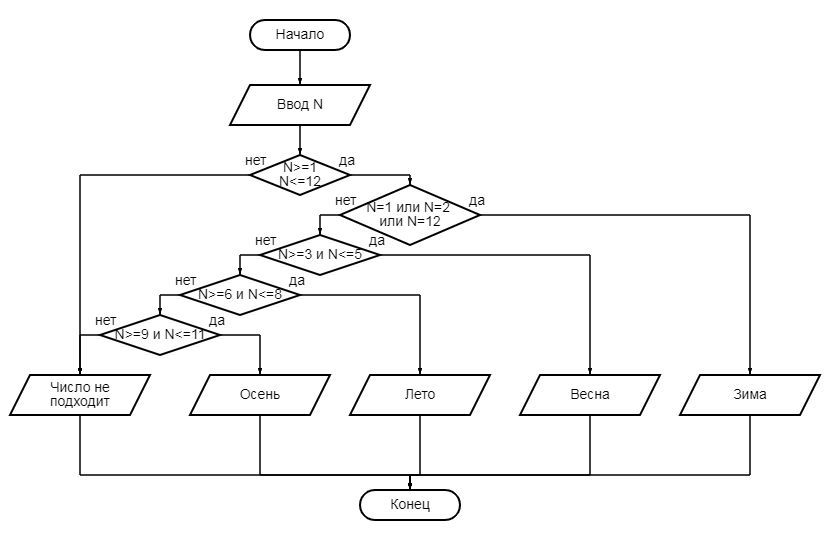 Начало
Ввод N
нет
да
N>=1
N<=12
нет
да
N=1 или N=2
или N=12
нет
да
N>=3 и N<=5
нет
да
N>=6 и N<=8
нет
да
N>=9 и N<=11
Число не
подходит
Осень
Лето
Весна
Зима
Конец